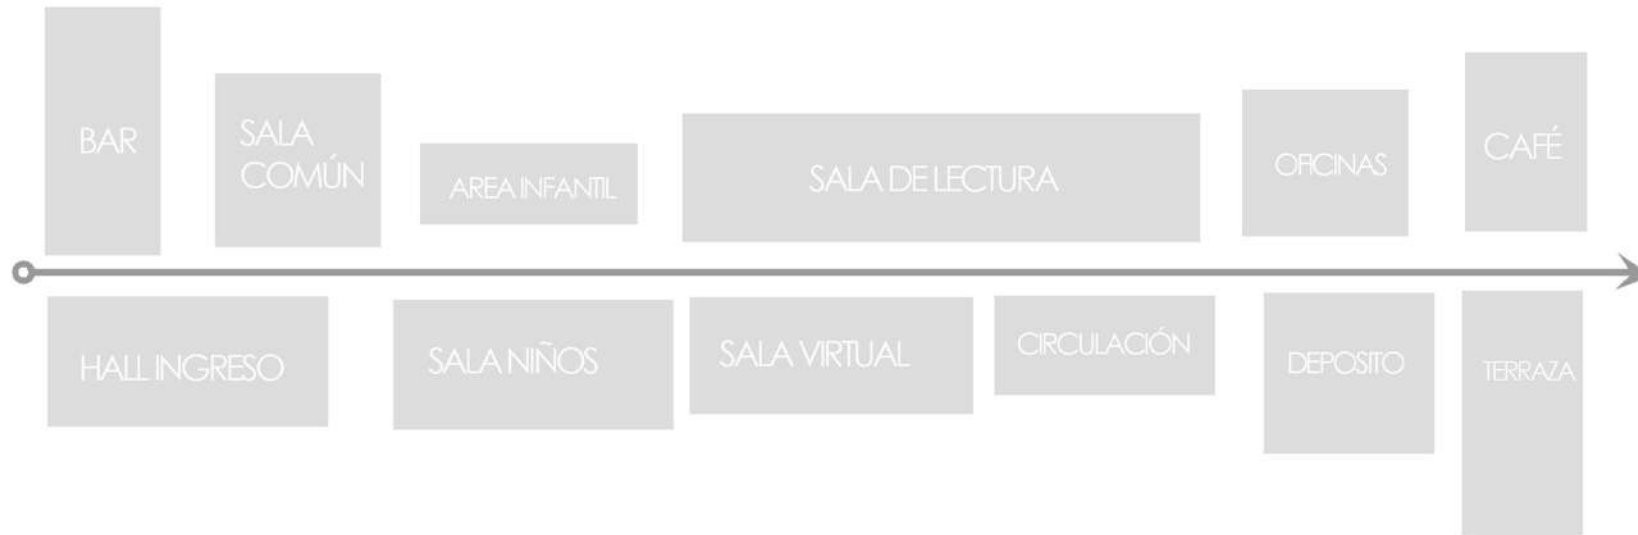 BAR
SALA
COMÚN
AREA INFANTIL
SALA DE LECTURA
OFICINAS
CAFÉ
HALL INGRESO
SALA NIÑOS
SALA VIRTUAL
CIRCULACIÓN
DEPOSITO
TERRAZA